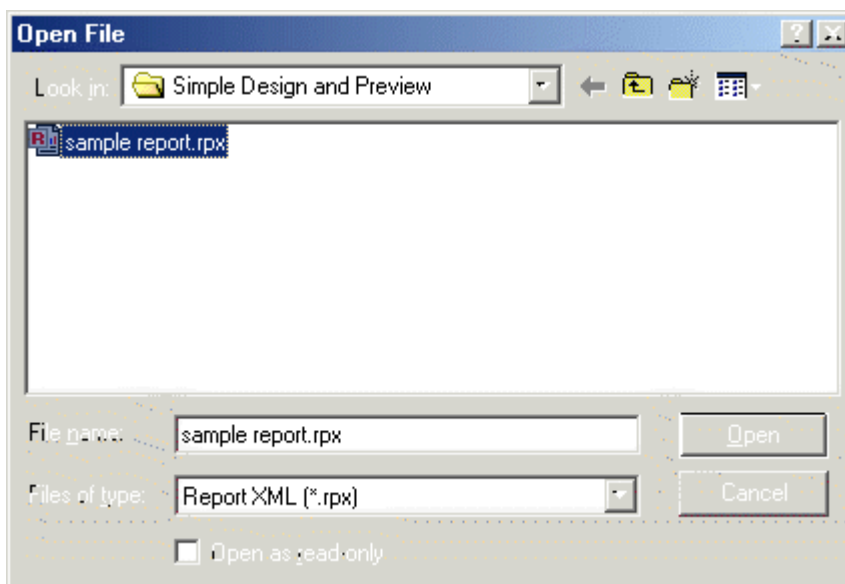 Open File
Look in: Simple Design and Preview
sample report.rpx
File name: sample report.rpx
Open
Files of type: Report XML (*.rpx)
Cancel
Open as read-only